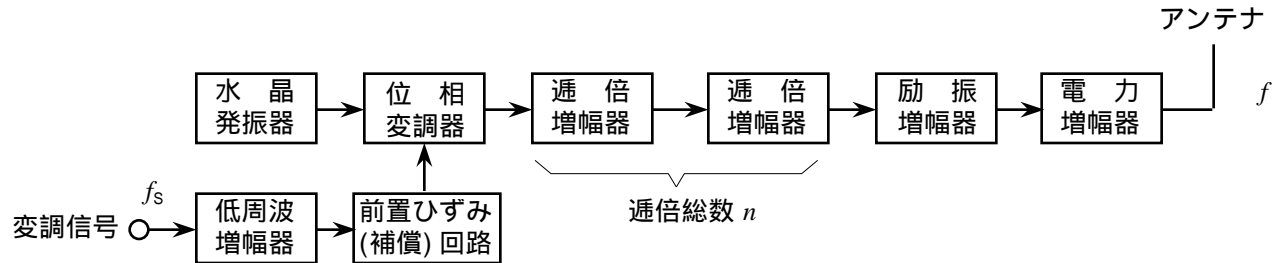 アンテナ
水 晶
発振器
位 相
変調器
逓 倍
増幅器
逓 倍
増幅器
励 振
増幅器
電 力
増幅器
f
逓倍総数 n
変調信号
fs
低周波
増幅器
前置ひずみ
(補償) 回路